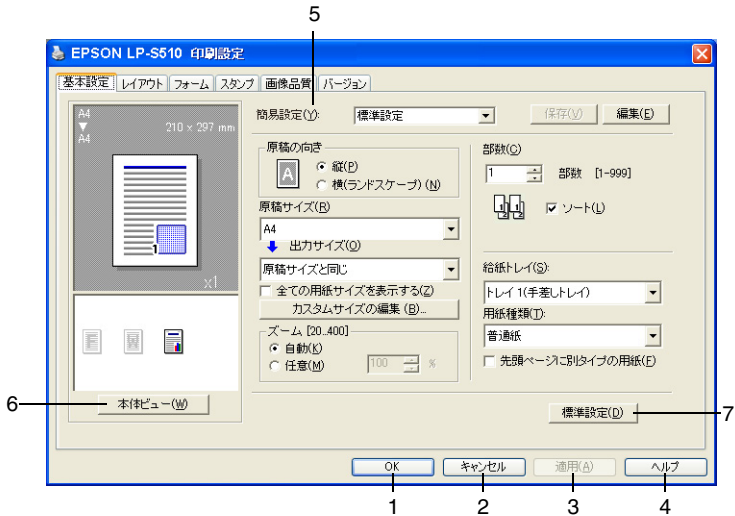 5
EPSON LP-S510 印刷設定
基本設定 レイアウト フォーム スタンプ 画像品質 バージョン
A4
210 x 297 mm
A4
1
x1
簡易設定(Y): 標準設定 保存(V) 編集(E)
原稿の向き
A
縦(P)
横(ランドスケープ) (N)
原稿サイズ(R)
A4
出力サイズ(O)
原稿サイズと同じ
全ての用紙サイズを表示する(Z)
カスタムサイズの編集 (B)...
ズーム [20..400]
自動(K)
任意(M) 100 %
部数(C)
1 部数 [1-999]
1 2 1 2
ソート(L)
給紙トレイ(S):
トレイ 1(手差しトレイ)
用紙種類(T):
普通紙
先頭ページに別タイプの用紙(F)
6 本体ビュー(W)
標準設定(D) 7
OK キャンセル 適用(A) ヘルプ
1 2 3 4